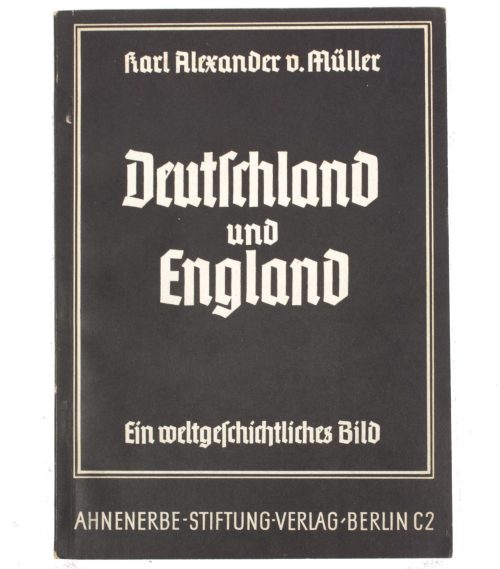 Karl Alexander v. Müller
Deutſchland
und
England
Ein weltgeſchichtliches Bild
AHNENERBE-STIFTUNG-VERLAG-BERLIN C2